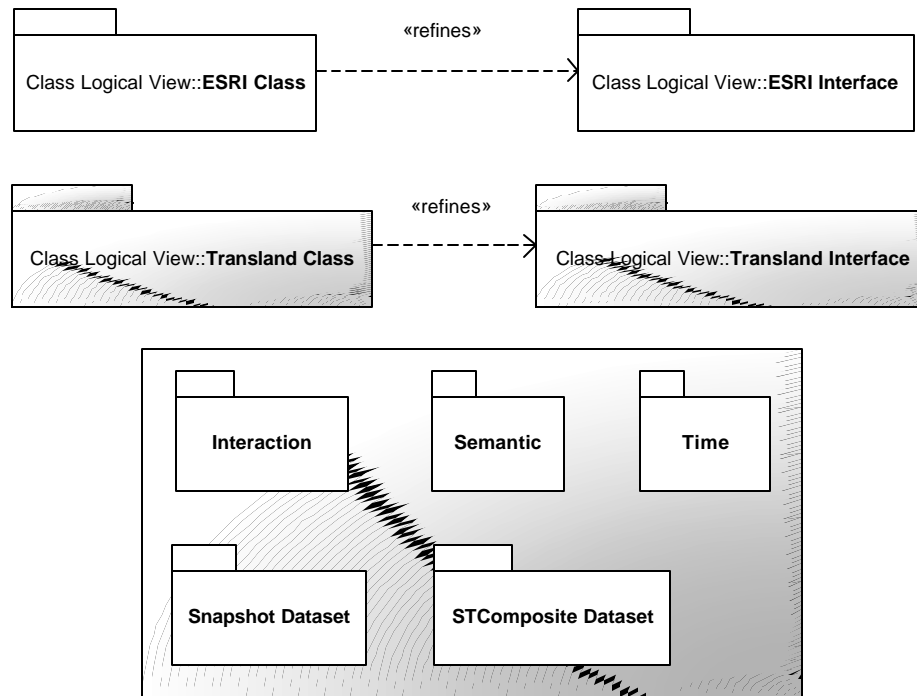 «refines»
Class Logical View::ESRI Class
Class Logical View::ESRI Interface
«refines»
Class Logical View::Transland Class
Class Logical View::Transland Interface
Interaction
Semantic
Time
Snapshot Dataset
STComposite Dataset